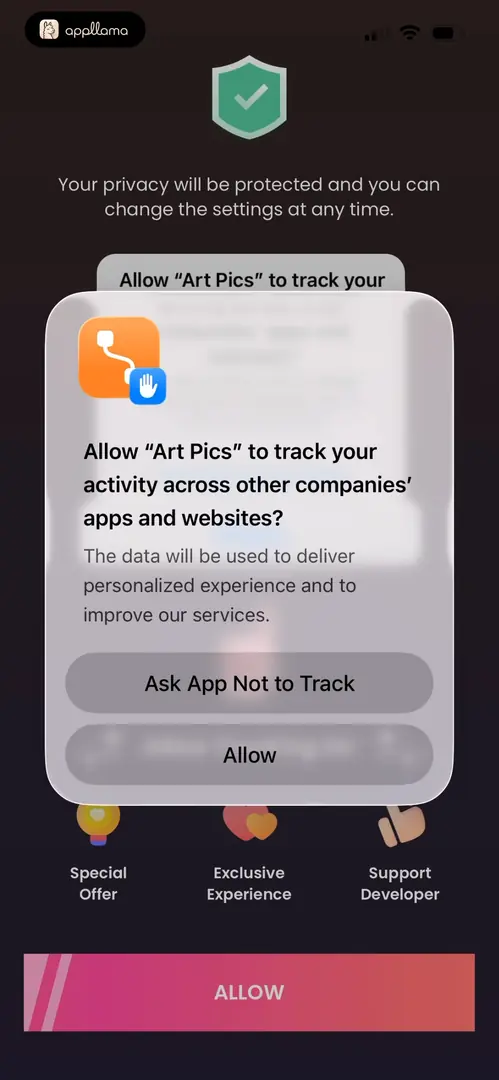 appllama
Your privacy will be protected and you can
change the settings at any time.
Allow “Art Pics” to track your
Allow “Art Pics” to track your
activity across other companies’
apps and websites?
The data will be used to deliver
personalized experience and to
improve our services.
Ask App Not to Track
Allow
Special
Offer
Exclusive
Experience
Support
Developer
ALLOW